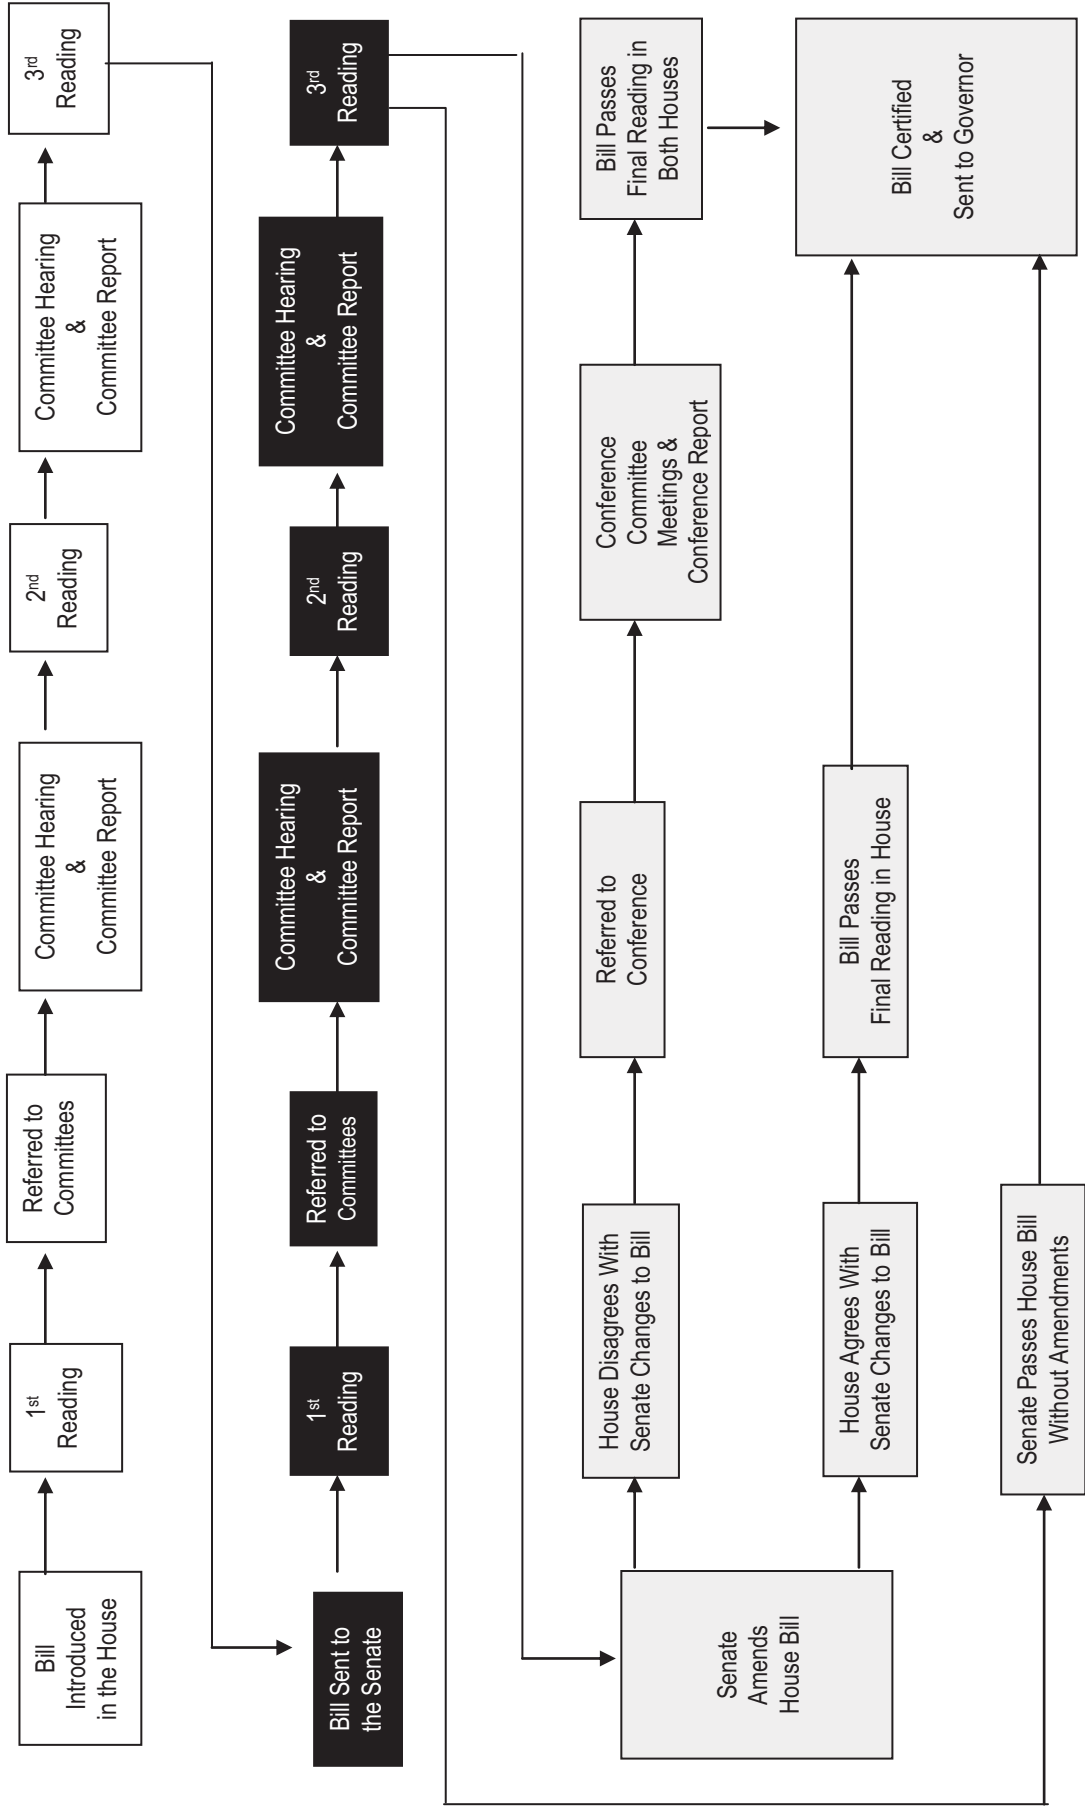 Bill
Introduced
in the House
1st
Reading
Referred to
Committees
Committee Hearing
&
Committee Report
2nd
Reading
Committee Hearing
&
Committee Report
3rd
Reading
Bill Sent to
the Senate
1st
Reading
Referred to
Committees
Committee Hearing
&
Committee Report
2nd
Reading
Committee Hearing
&
Committee Report
3rd
Reading
Senate
Amends
House Bill
House Disagrees With
Senate Changes to Bill
Referred to
Conference
Conference
Committee
Meetings &
Conference Report
Bill Passes
Final Reading in
Both Houses
House Agrees With
Senate Changes to Bill
Bill Passes
Final Reading in House
Bill Certified
&
Sent to Governor
Senate Passes House Bill
Without Amendments